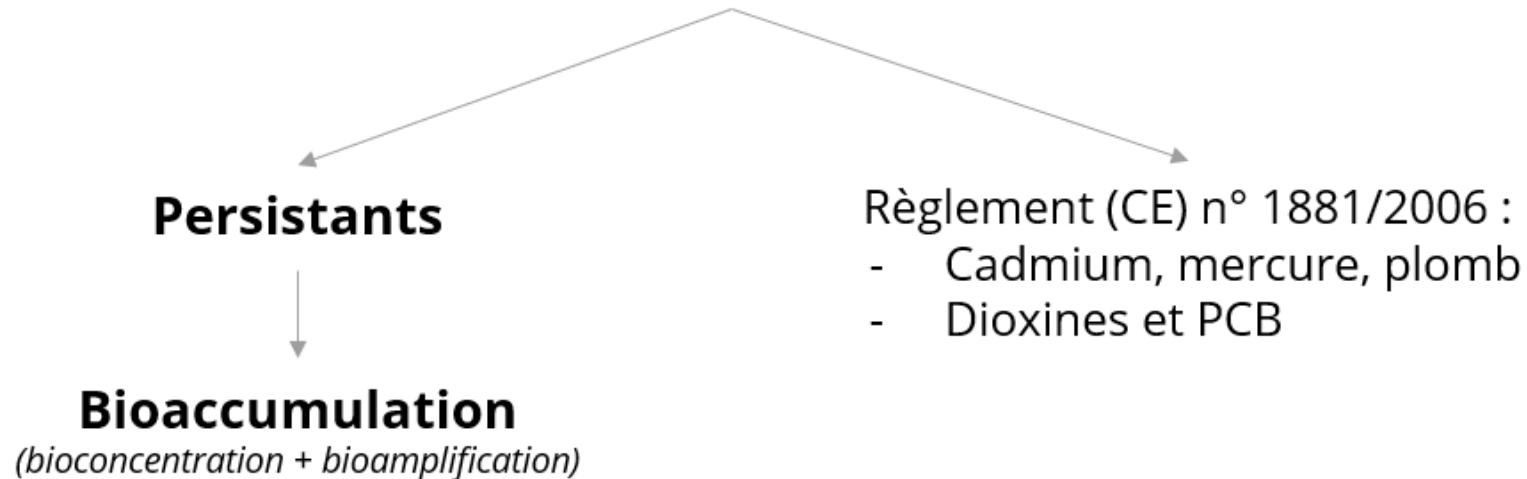 Persistants
Bioaccumulation
(bioconcentration + bioamplification)
Règlement (CE) n° 1881/2006 :
- Cadmium, mercure, plomb
- Dioxines et PCB